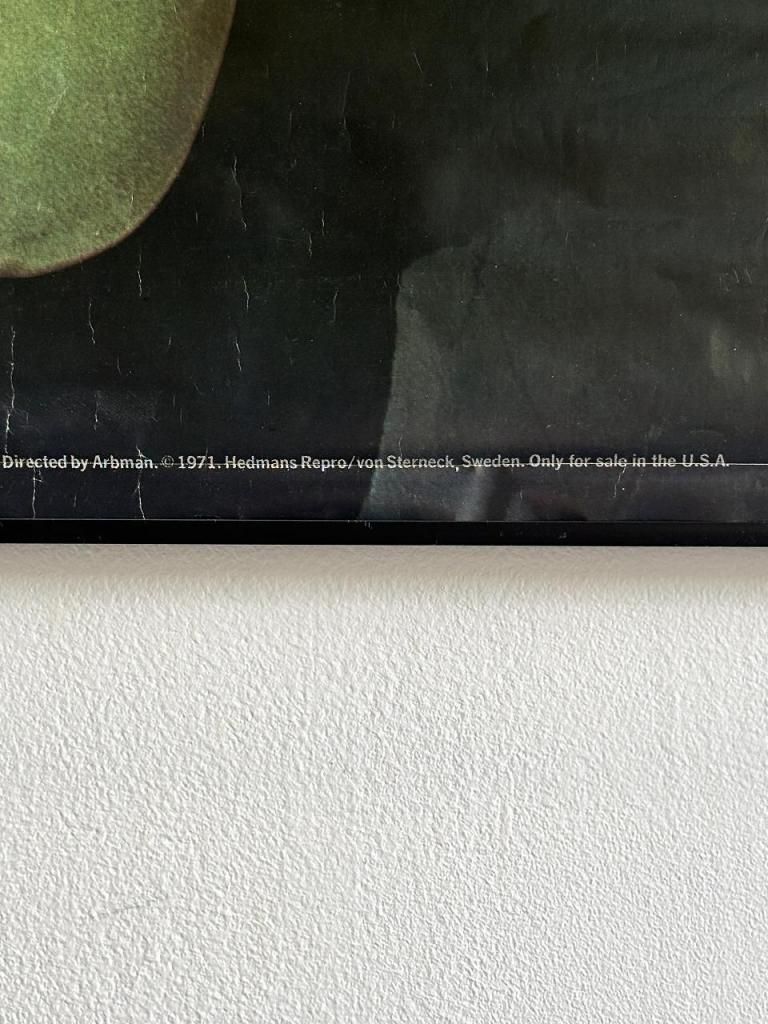 Directed by Arbman. © 1971. Hedmans Repro/von Sterneck, Sweden. Only for sale in the U.S.A.